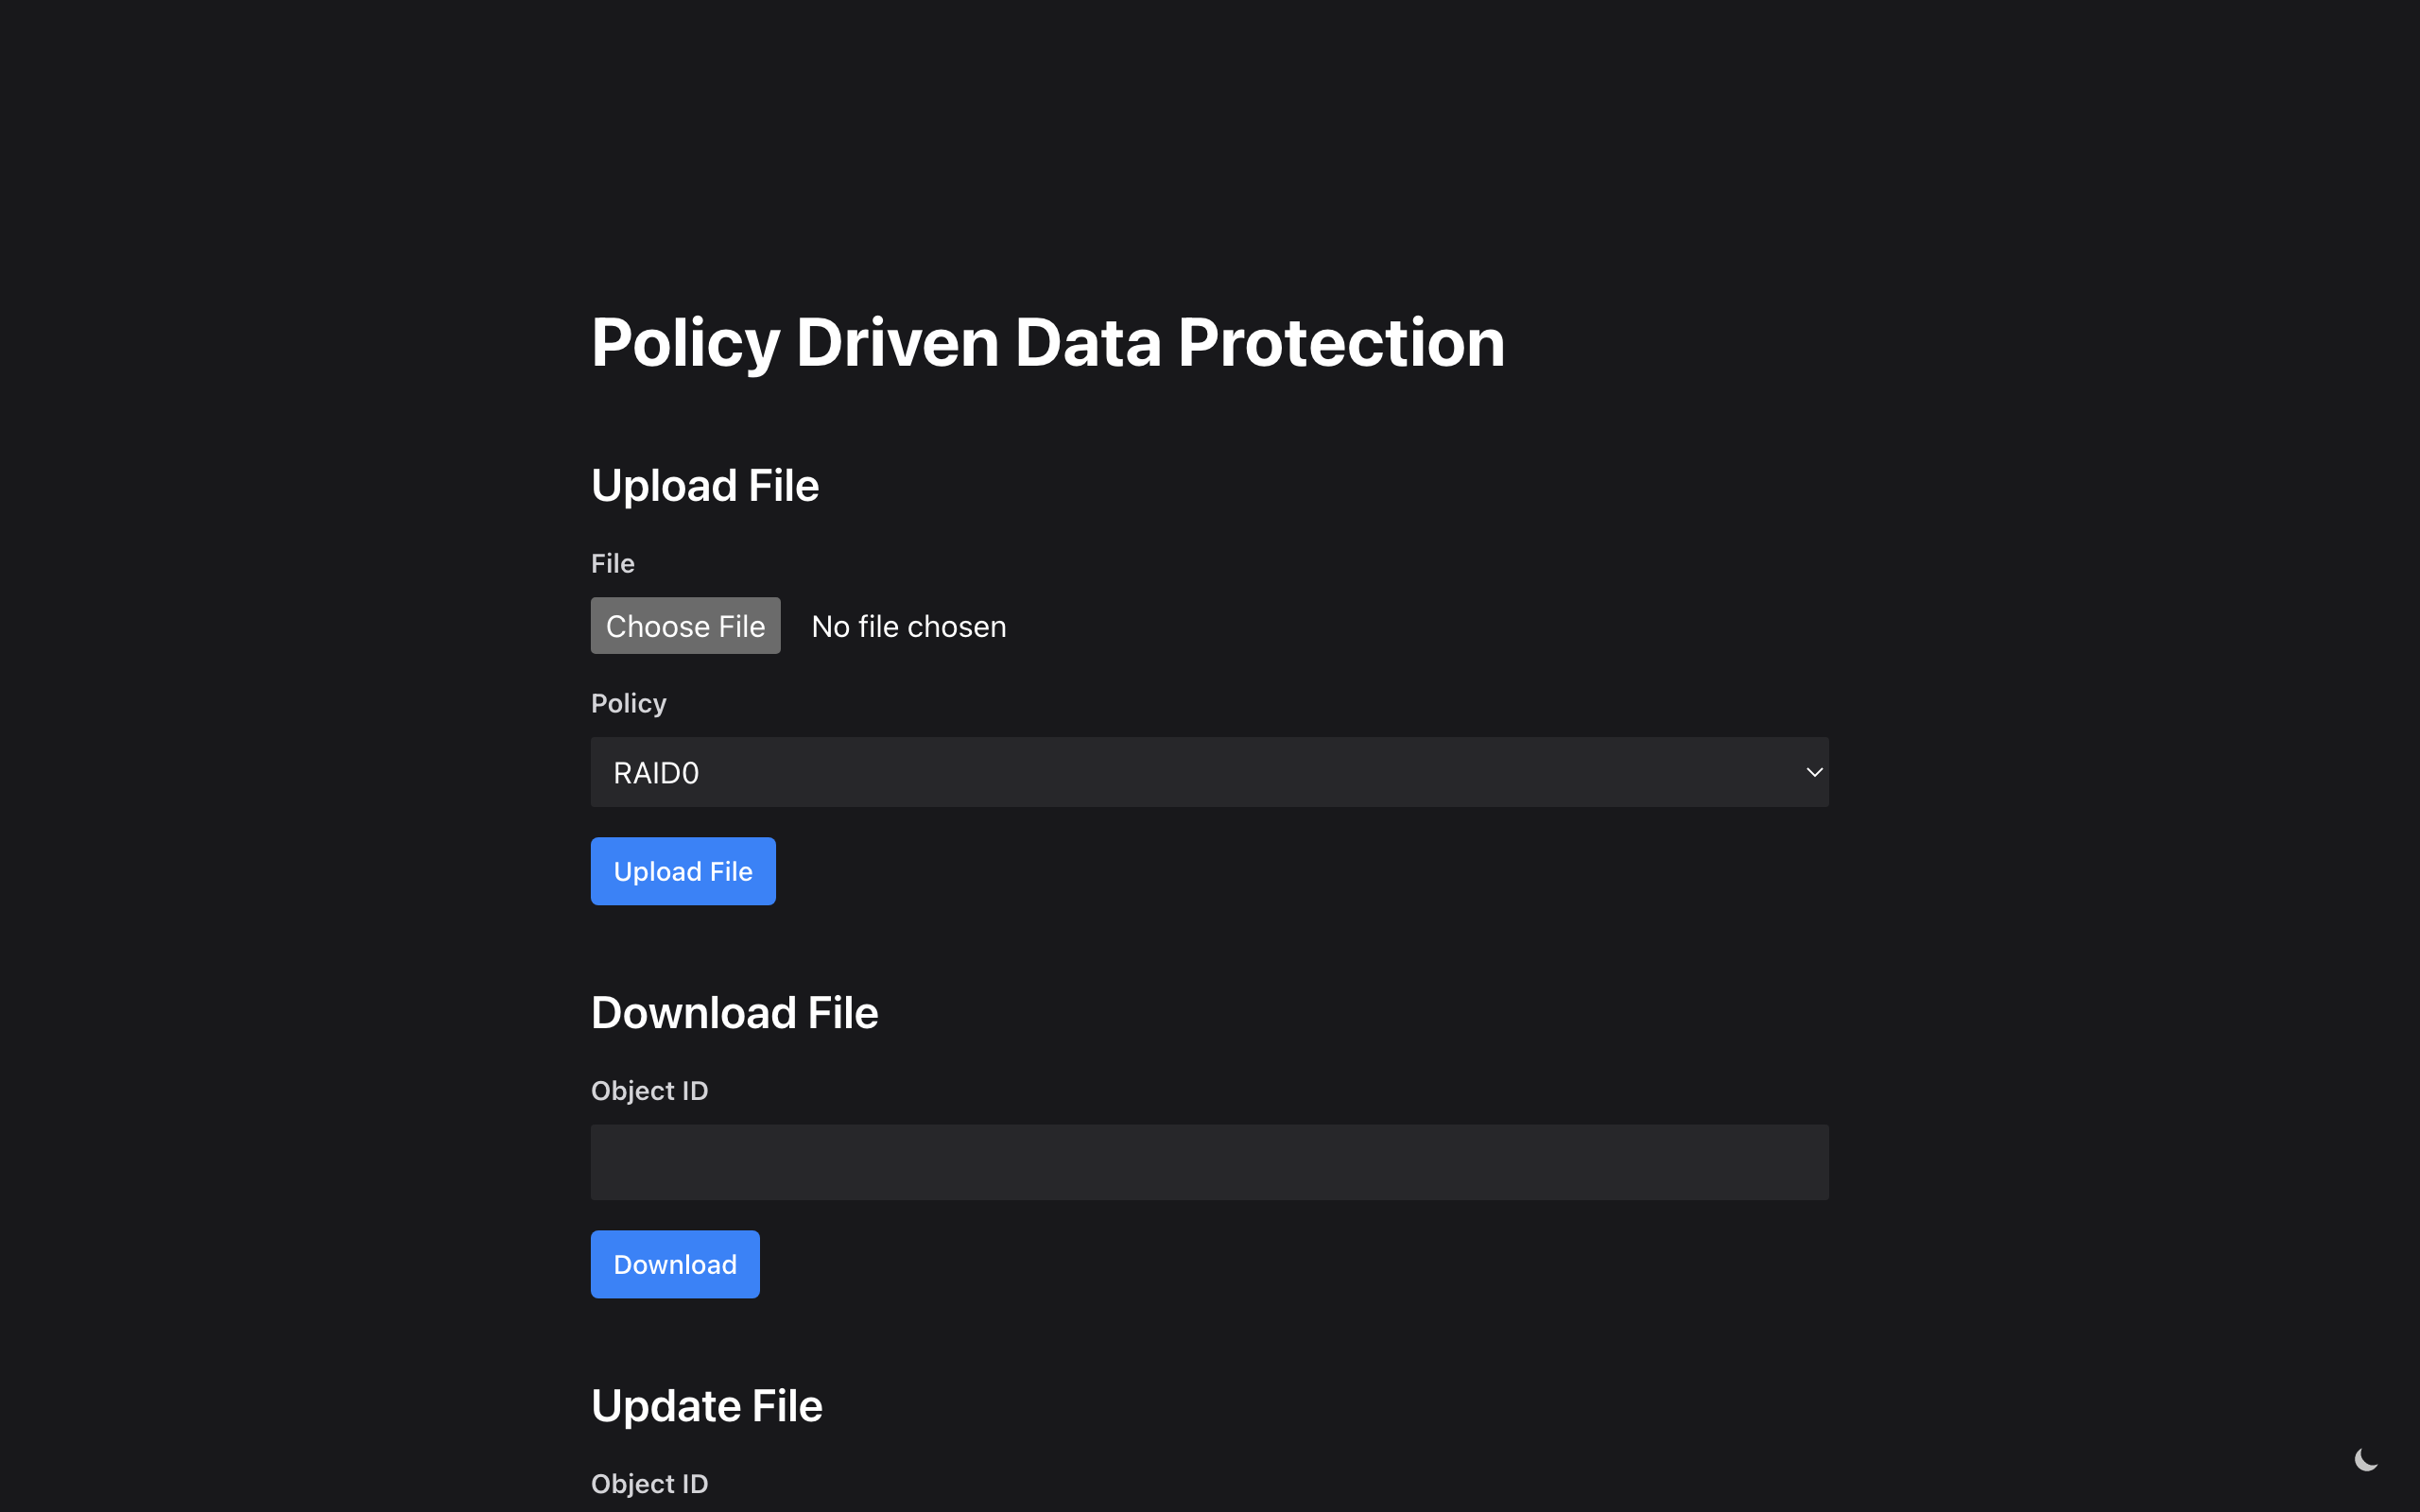 Policy Driven Data Protection
Upload File
File
Choose File No file chosen
Policy
RAID0
Upload File
Download File
Object ID
Download
Update File
Object ID